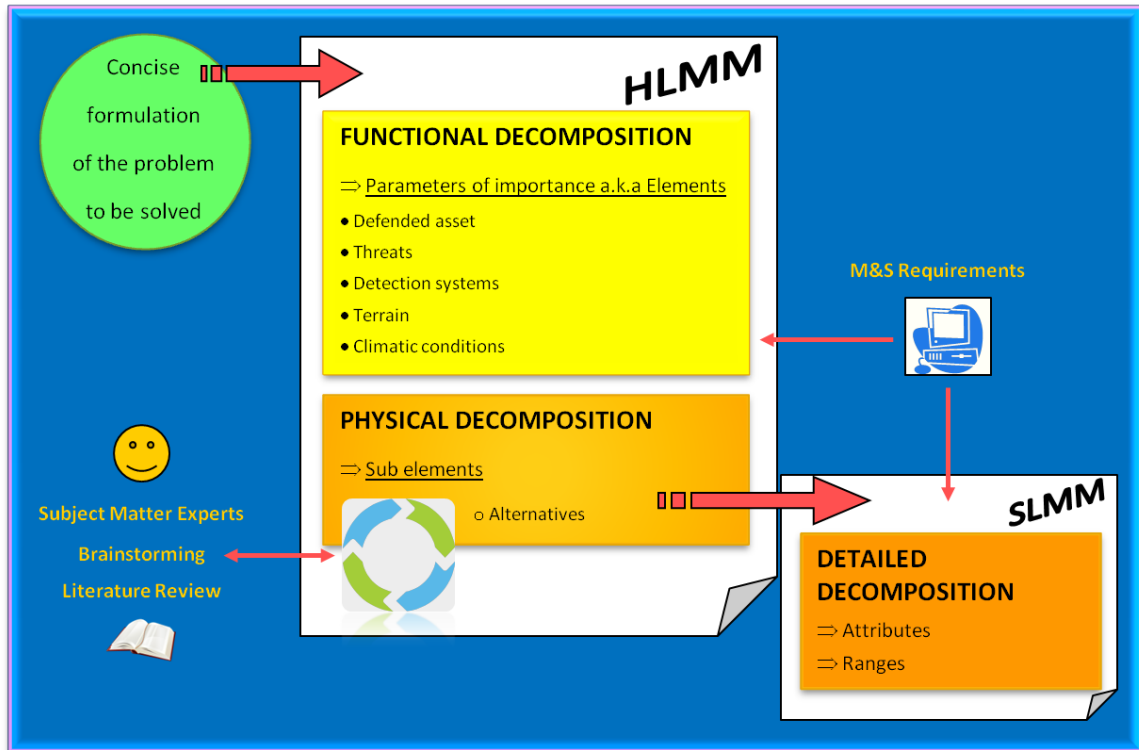 Concise
formulation
of the problem
to be solved
HLMM
FUNCTIONAL DECOMPOSITION
⇒ Parameters of importance a.k.a Elements
• Defended asset
• Threats
• Detection systems
• Terrain
• Climatic conditions
M&S Requirements
PHYSICAL DECOMPOSITION
⇒ Sub elements
○ Alternatives
Subject Matter Experts
Brainstorming
Literature Review
SLMM
DETAILED
DECOMPOSITION
⇒ Attributes
⇒ Ranges